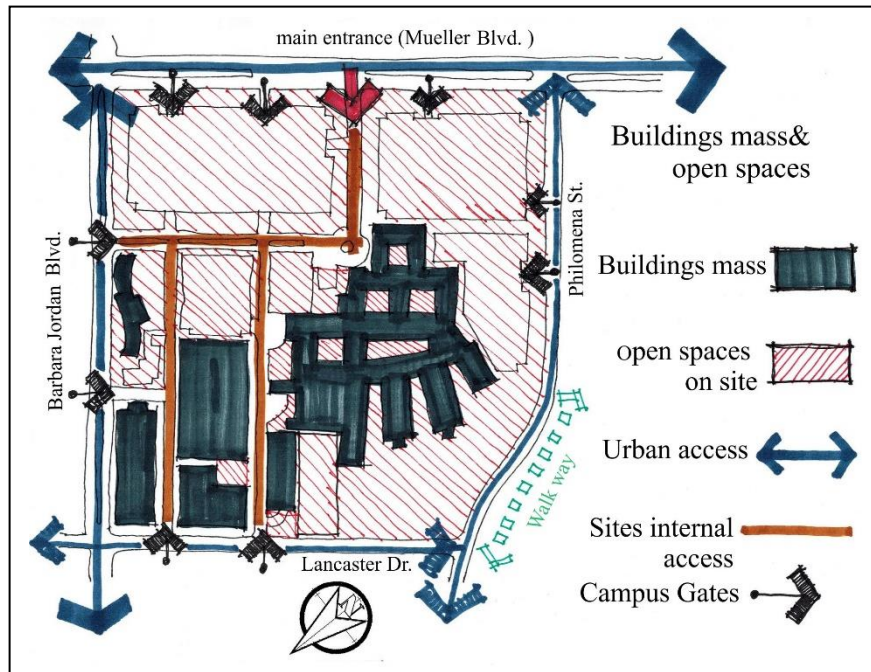 main entrance (Mueller Blvd. )
Buildings mass&
open spaces
Philomena St.
Buildings mass
Barbara Jordan Blvd.
open spaces
on site
Urban access
Walk way
Sites internal
access
Lancaster Dr.
Campus Gates